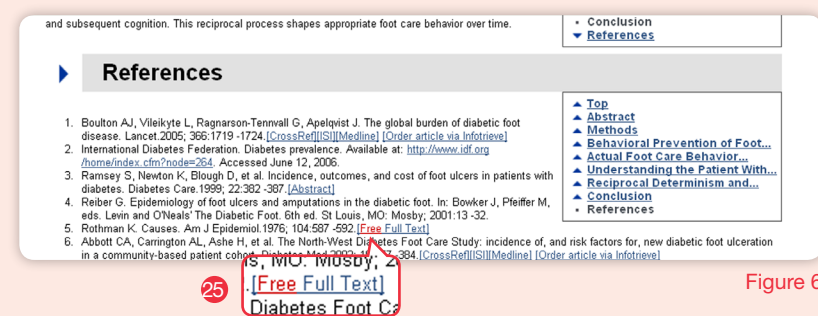 and subsequent cognition. This reciprocal process shapes appropriate foot care behavior over time.
• Conclusion
References
References
Top
Abstract
Methods
Behavioral Prevention of Foot...
Actual Foot Care Behavior...
Understanding the Patient With...
Reciprocal Determinism and...
Conclusion
• References
1. Boulton AJ, Vileikyte L, Ragnarson-Tennvall G, Apelqvist J. The global burden of diabetic foot
disease. Lancet.2005; 366:1719 -1724.[CrossRef][ISI][Medline] [Order article via Infotrieve]
2. International Diabetes Federation. Diabetes prevalence. Available at: http://www.idf.org
/home/index.cfm?node=264. Accessed June 12, 2006.
3. Ramsey S, Newton K, Blough D, et al. Incidence, outcomes, and cost of foot ulcers in patients with
diabetes. Diabetes Care.1999; 22:382 -387.[Abstract]
4. Reiber G. Epidemiology of foot ulcers and amputations in the diabetic foot. In: Bowker J, Pfeiffer M,
eds. Levin and O'Neals' The Diabetic Foot. 6th ed. St Louis, MO: Mosby; 2001:13 -32.
5. Rothman K. Causes. Am J Epidemiol.1976; 104:587 -592.[Free Full Text]
6. Abbott CA, Carrington AL, Ashe H, et al. The North-West Diabetes Foot Care Study: incidence of, and risk factors for, new diabetic foot ulceration
in a community-based patient cohort. -384.[CrossRef][ISI][Medline] [Order article via Infotrieve]
Figure 6
25
.[Free Full Text]
Diabetes Foot Ca